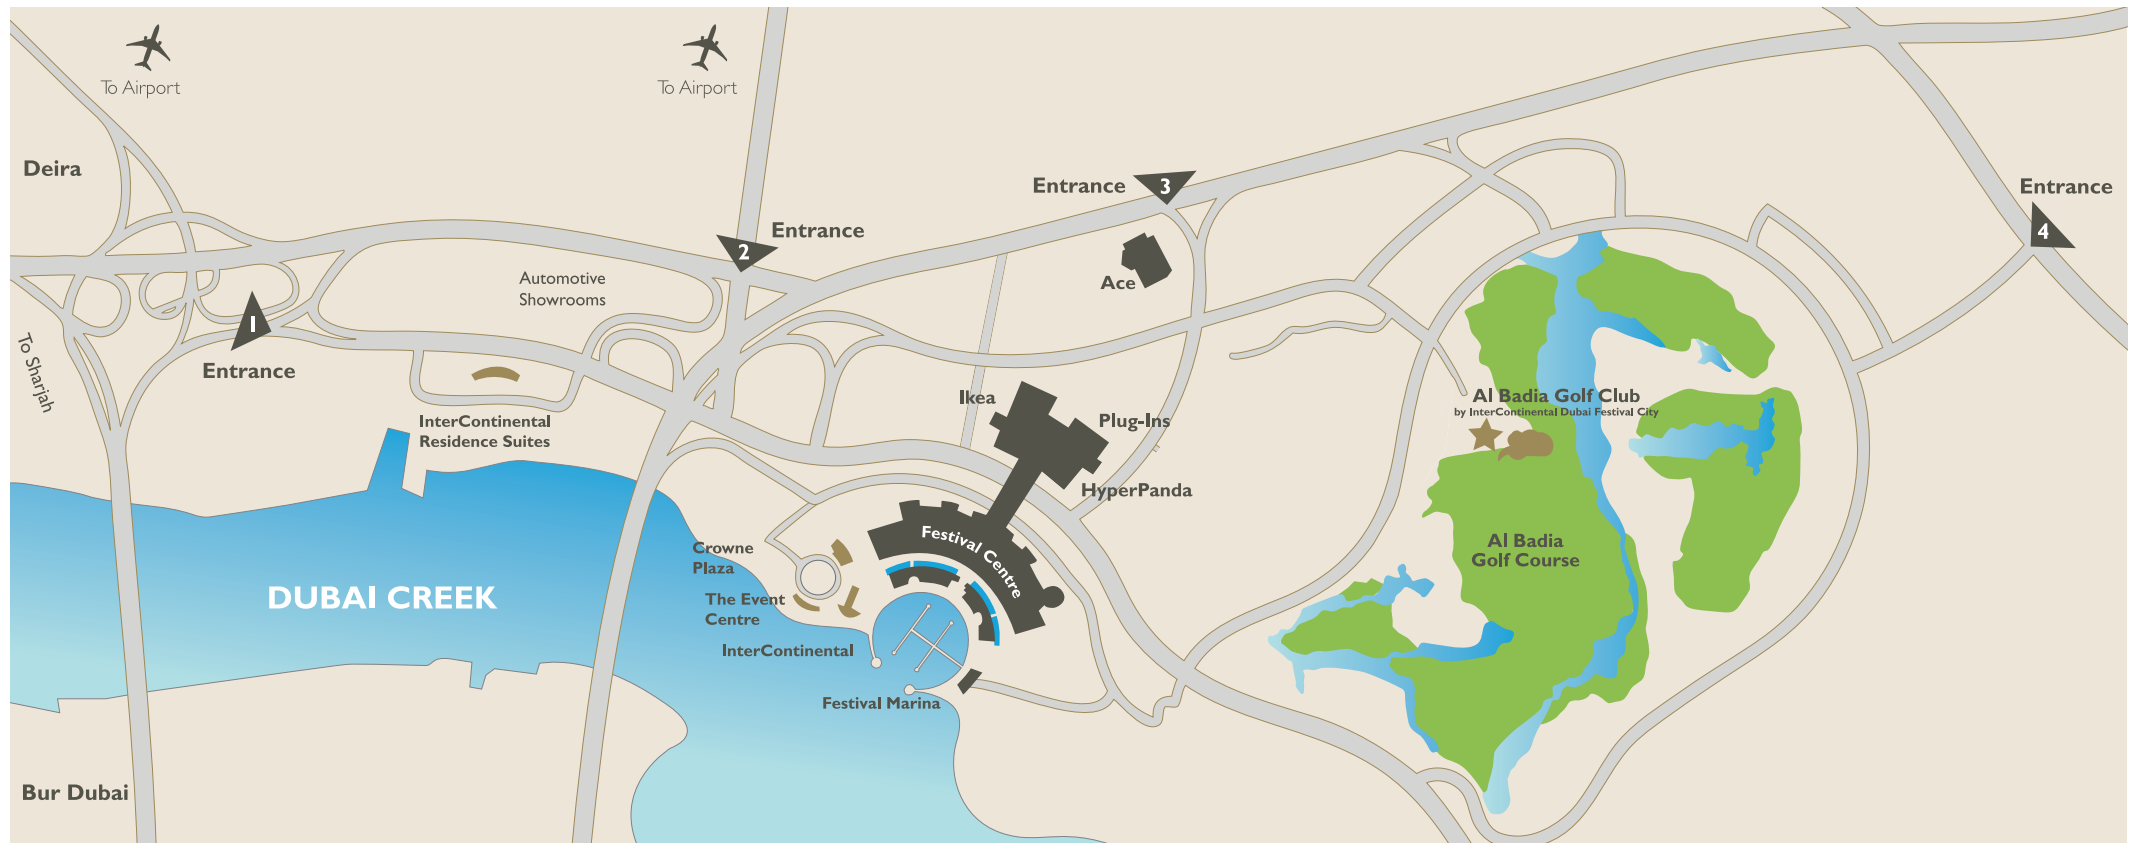 To Airport
To Airport
Deira
Entrance
3
Entrance
4
2
Entrance
Automotive
Showrooms
Ace
1
Entrance
To Sharjah
Ikea
Plug-Ins
HyperPanda
InterContinental
Residence Suites
Al Badia Golf Club
by InterContinental Dubai Festival City
Al Badia
Golf Course
Festival Centre
Crowne
Plaza
The Event
Centre
InterContinental
Festival Marina
DUBAI CREEK
Bur Dubai